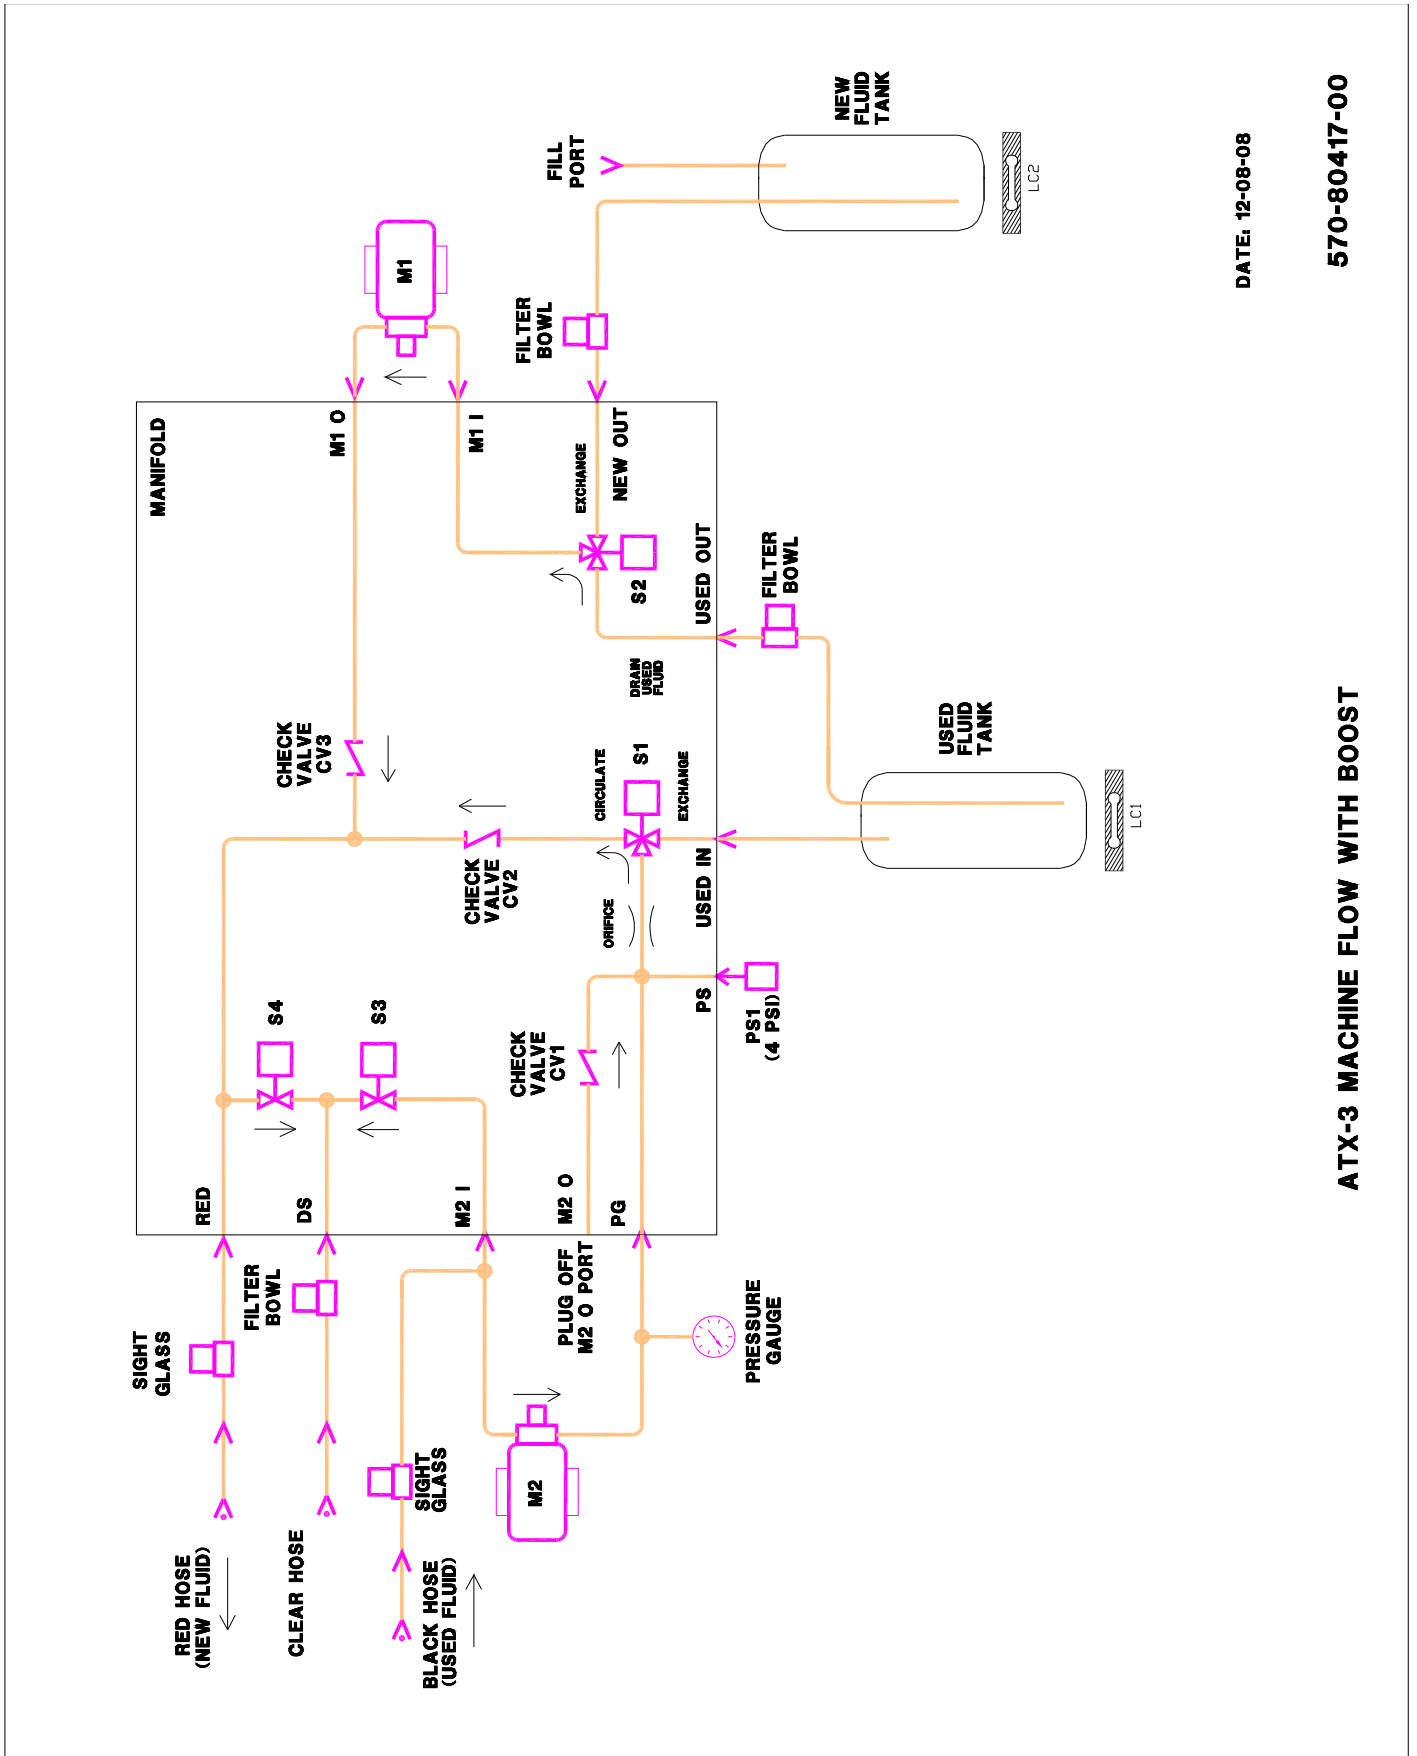 RED HOSE
(NEW FLUID)
SIGHT
GLASS
RED
S4
CHECK
VALVE
CV3
MANIFOLD
M1 O
M1
CLEAR HOSE
FILTER
BOWL
DS
S3
M1 I
BLACK HOSE
(USED FLUID)
SIGHT
GLASS
M2 I
CHECK
VALVE
CV2
FILTER
BOWL
FILL
PORT
M2
PLUG OFF
M2 O PORT
M2 O
CHECK
VALVE
CV1
ORIFICE
CIRCULATE
EXCHANGE
NEW OUT
PG
S1
DRAIN
USED
FLUID
S2
EXCHANGE
PS
USED IN
USED OUT
PRESSURE
GAUGE
PS1
(4 PSI)
FILTER
BOWL
NEW
FLUID
TANK
USED
FLUID
TANK
LC2
LC1
DATE: 12-08-08
ATX-3 MACHINE FLOW WITH BOOST
570-80417-00